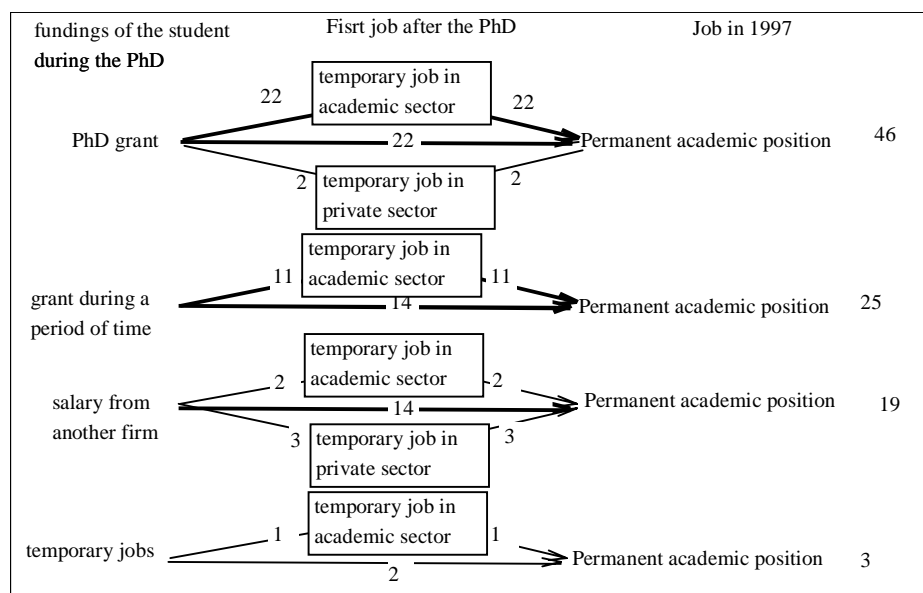 fundings of the student
during the PhD
Fisrt job after the PhD
Job in 1997
temporary job in
academic sector
22
22
PhD grant
22
Permanent academic position
46
2
temporary job in
private sector
2
temporary job in
academic sector
11
11
grant during a
period of time
14
Permanent academic position
25
temporary job in
academic sector
2
2
salary from
another firm
14
Permanent academic position
19
3
temporary job in
private sector
3
temporary job in
academic sector
1
1
temporary jobs
2
Permanent academic position
3